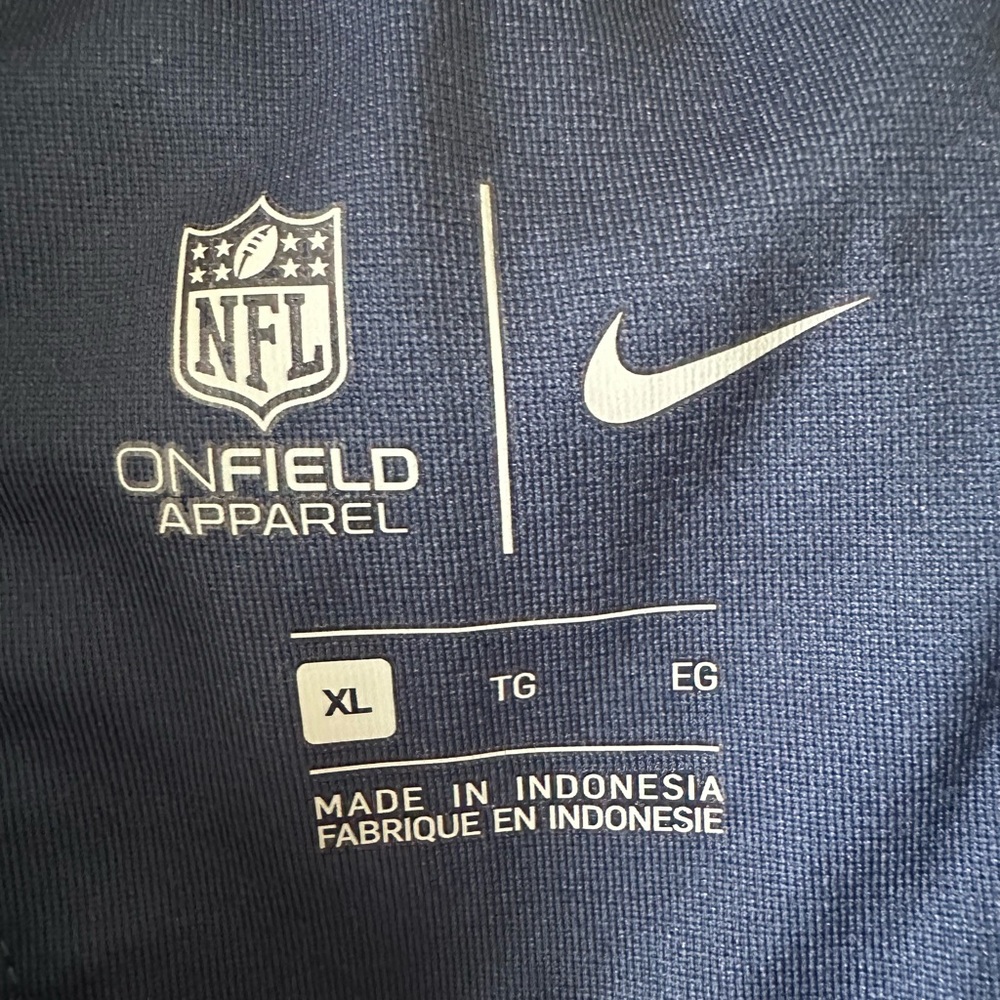 NFL
ONFIELD
APPAREL
XL TG EG
MADE IN INDONESIA
FABRIQUE EN INDONESIE